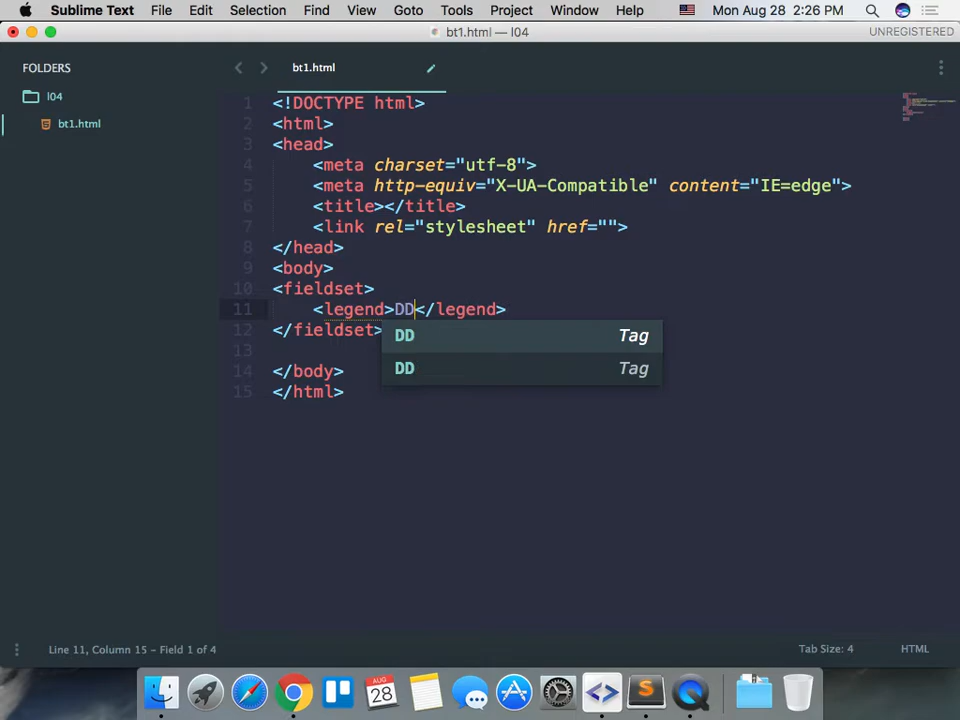 Sublime Text File Edit Selection Find View Goto Tools Project Window Help Mon Aug 28 2:26 PM
bt1.html — l04 UNREGISTERED
FOLDERS
l04
bt1.html
bt1.html
1 <!DOCTYPE html>
2 <html>
3 <head>
4 <meta charset="utf-8">
5 <meta http-equiv="X-UA-Compatible" content="IE=edge">
6 <title></title>
7 <link rel="stylesheet" href="">
8 </head>
9 <body>
10 <fieldset>
11 <legend>DD</legend>
12 </fieldset>
DD Tag
DD Tag
13
14 </body>
15 </html>
Line 11, Column 15 – Field 1 of 4 Tab Size: 4 HTML
AUG
28